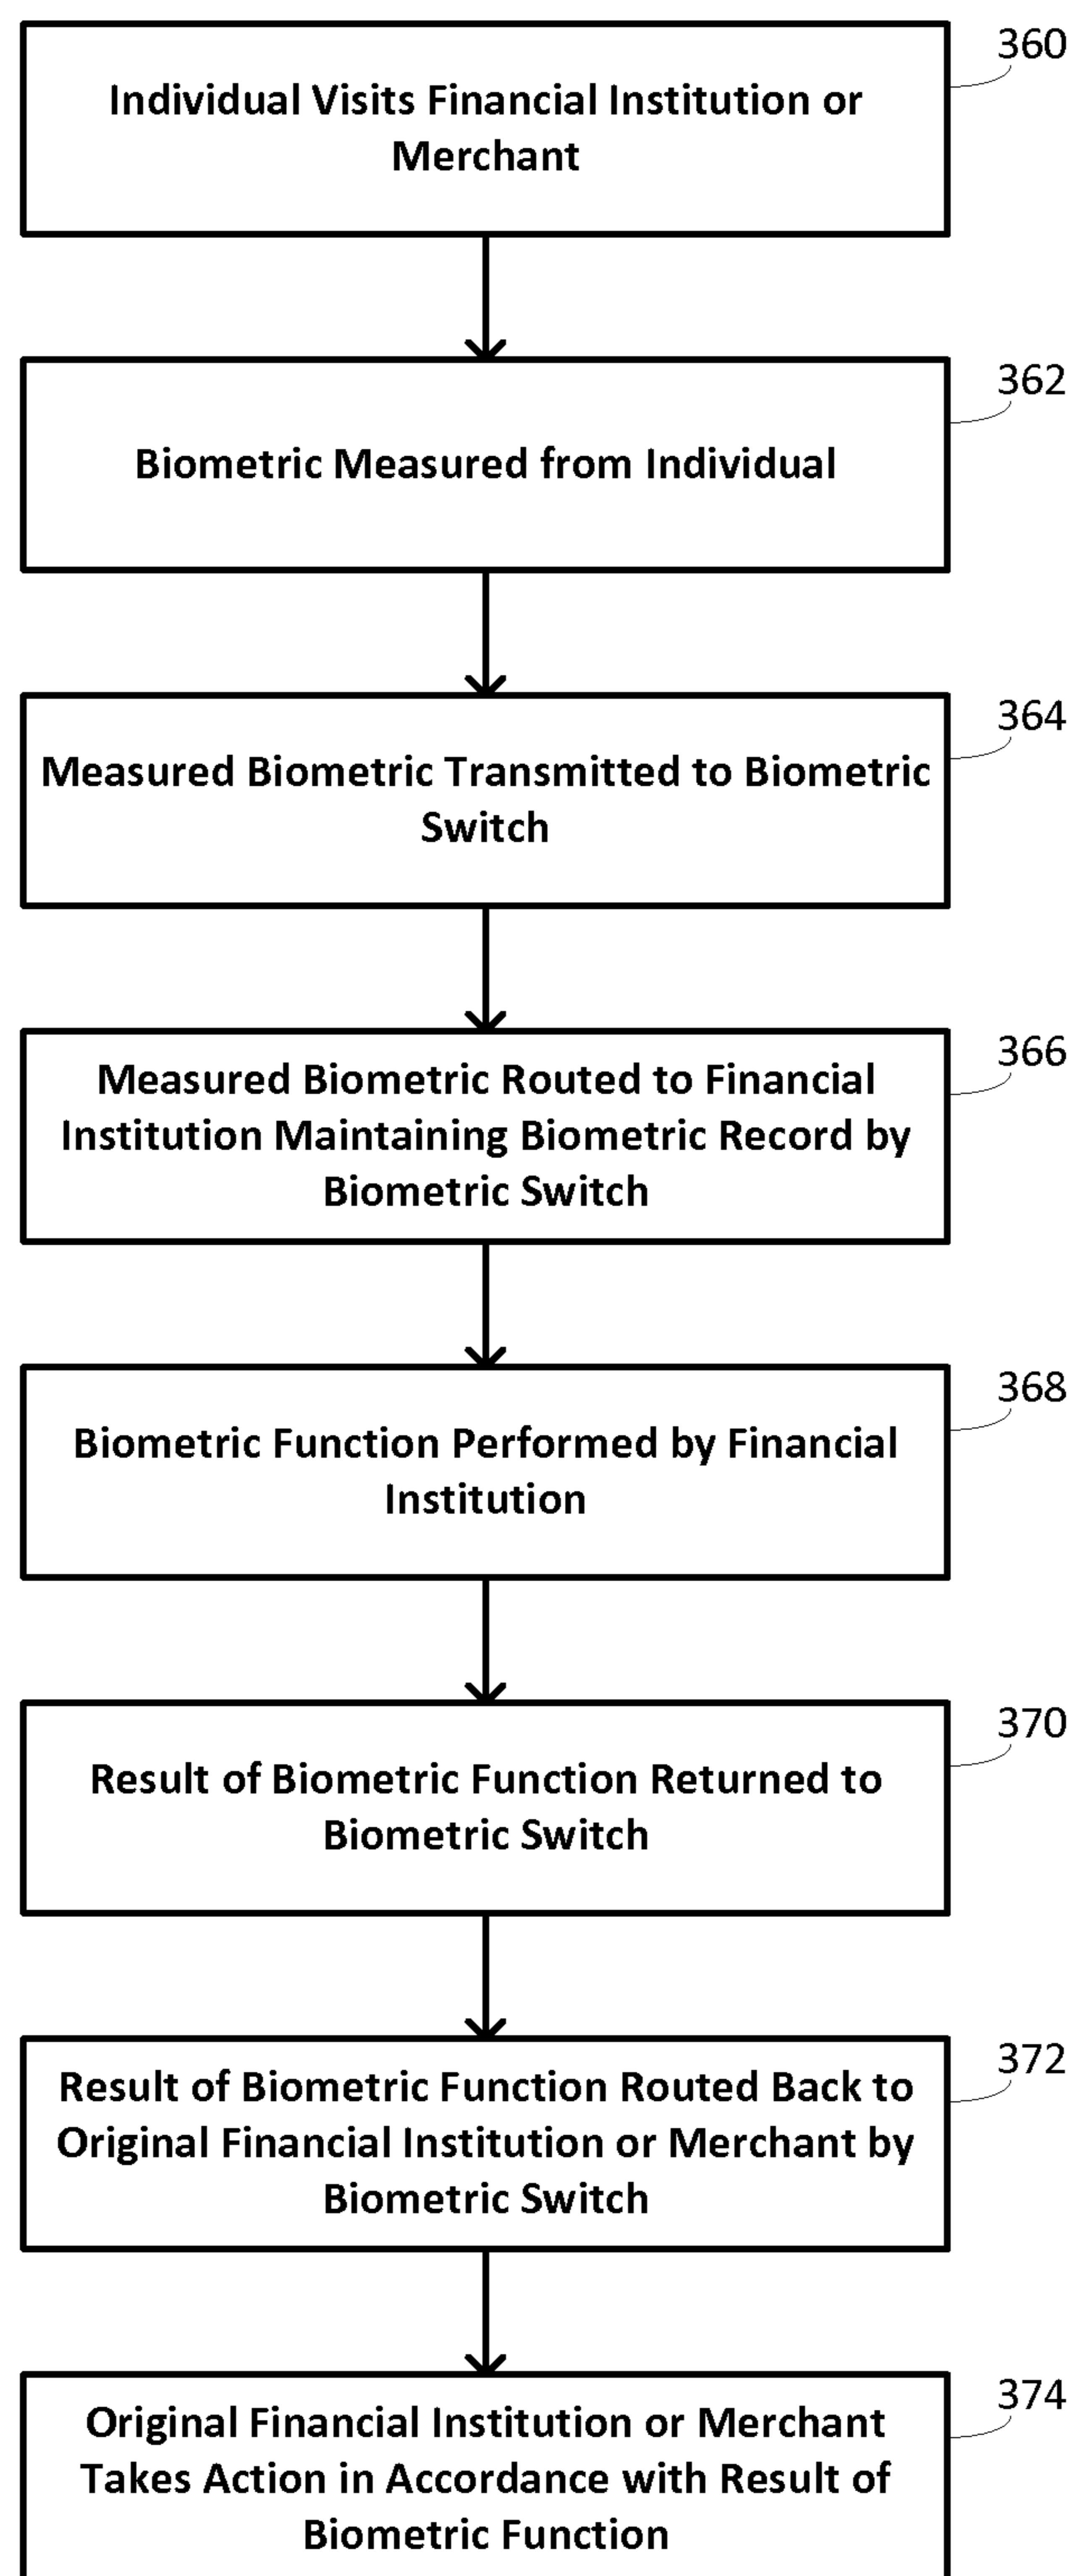 360
Individual Visits Financial Institution or
Merchant
362
Biometric Measured from Individual
364
Measured Biometric Transmitted to Biometric
Switch
366
Measured Biometric Routed to Financial
Institution Maintaining Biometric Record by
Biometric Switch
368
Biometric Function Performed by Financial
Institution
370
Result of Biometric Function Returned to
Biometric Switch
372
Result of Biometric Function Routed Back to
Original Financial Institution or Merchant by
Biometric Switch
374
Original Financial Institution or Merchant
Takes Action in Accordance with Result of
Biometric Function